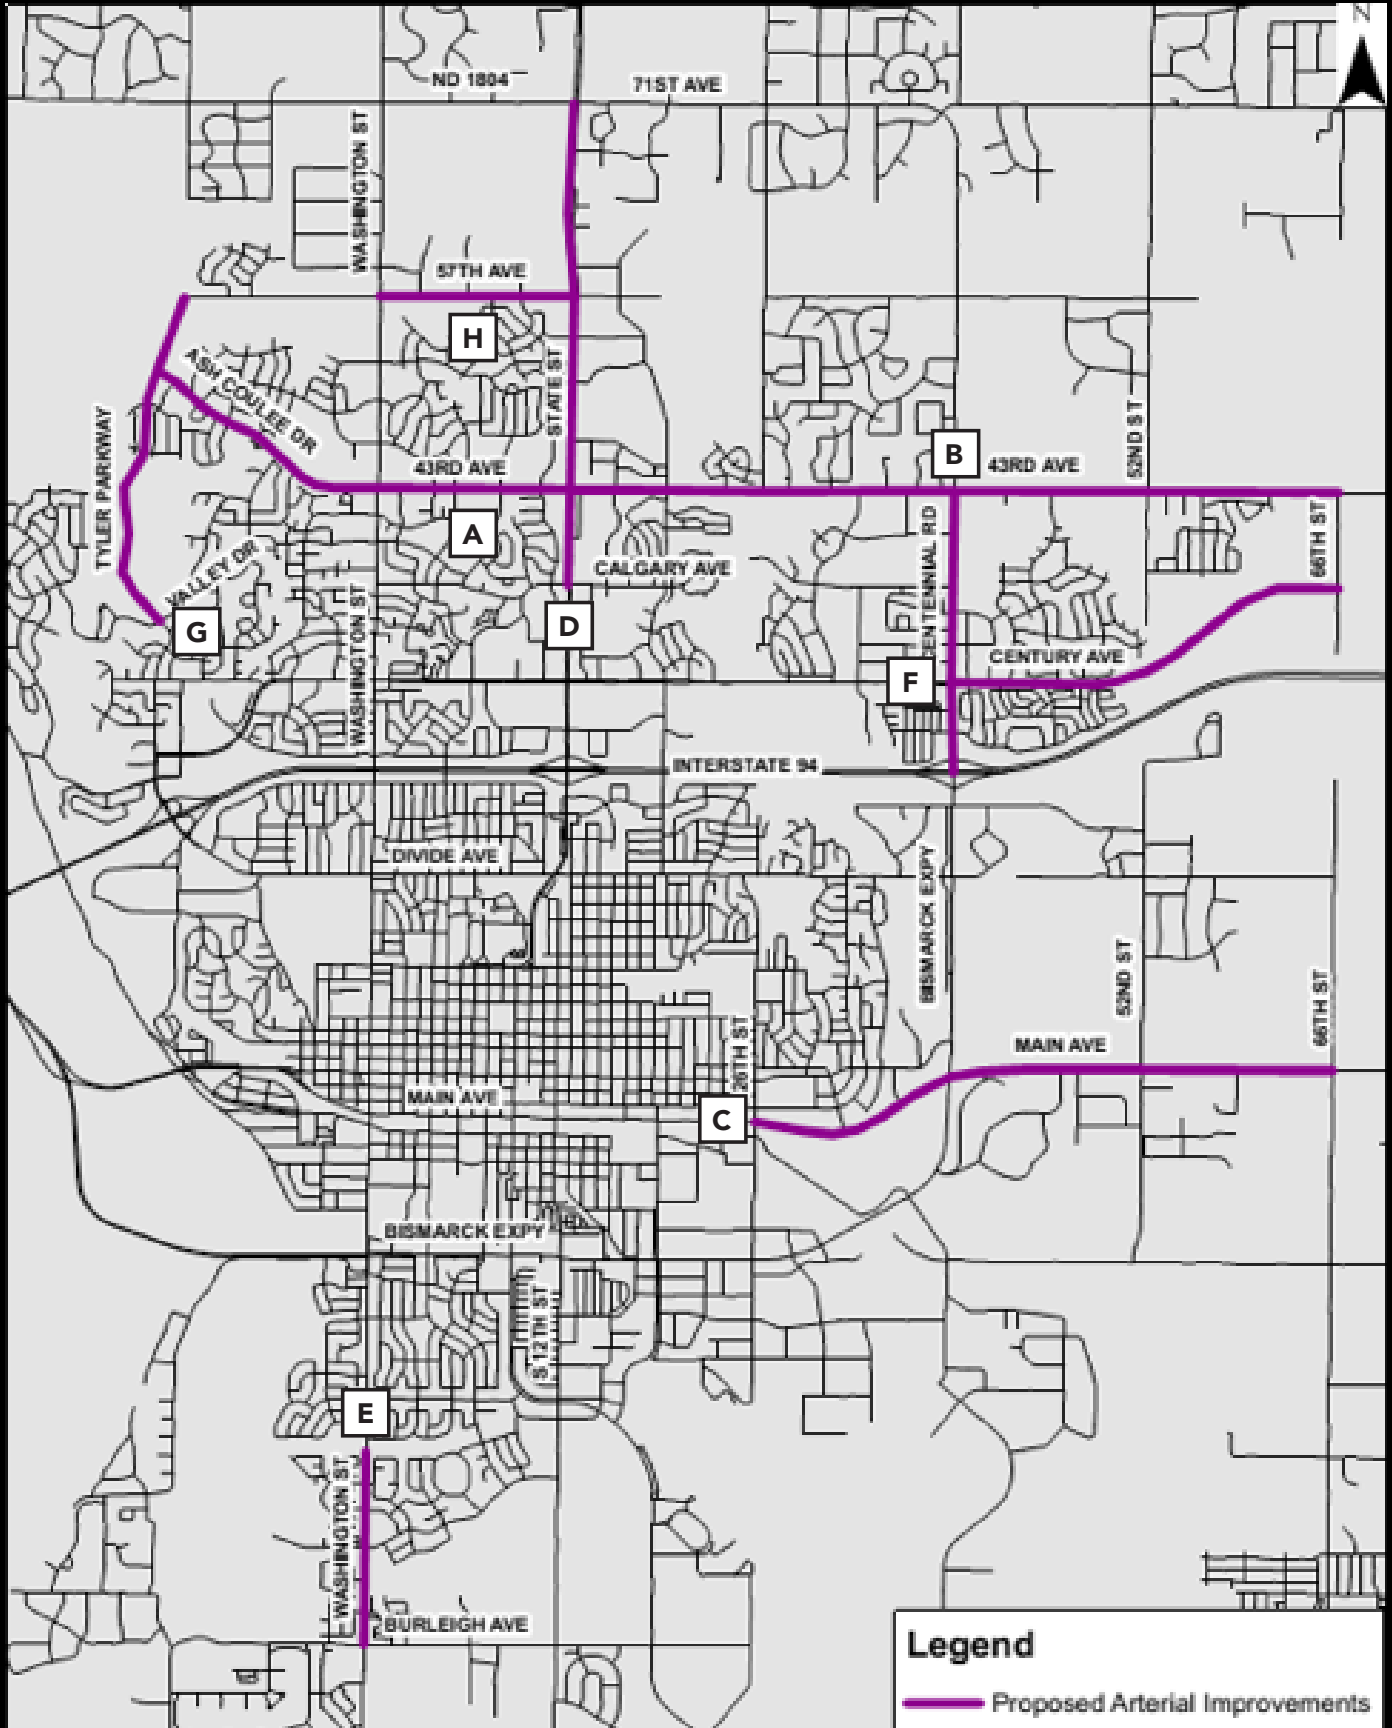 N
ND 1804
71ST AVE
WASHINGTON ST
57TH AVE
H
ASH COULEE DR
STATE ST
TYLER PARKWAY
43RD AVE
B
43RD AVE
52ND ST
A
VALLEY DR
CALGARY AVE
CENTENNIAL RD
66TH ST
G
WASHINGTON ST
D
F
CENTURY AVE
INTERSTATE 94
DIVIDE AVE
BISMARCK EXPY
52ND ST
66TH ST
26TH ST
MAIN AVE
MAIN AVE
C
BISMARCK EXPY
S 12TH ST
E
WASHINGTON ST
BURLEIGH AVE
Legend
Proposed Arterial Improvements